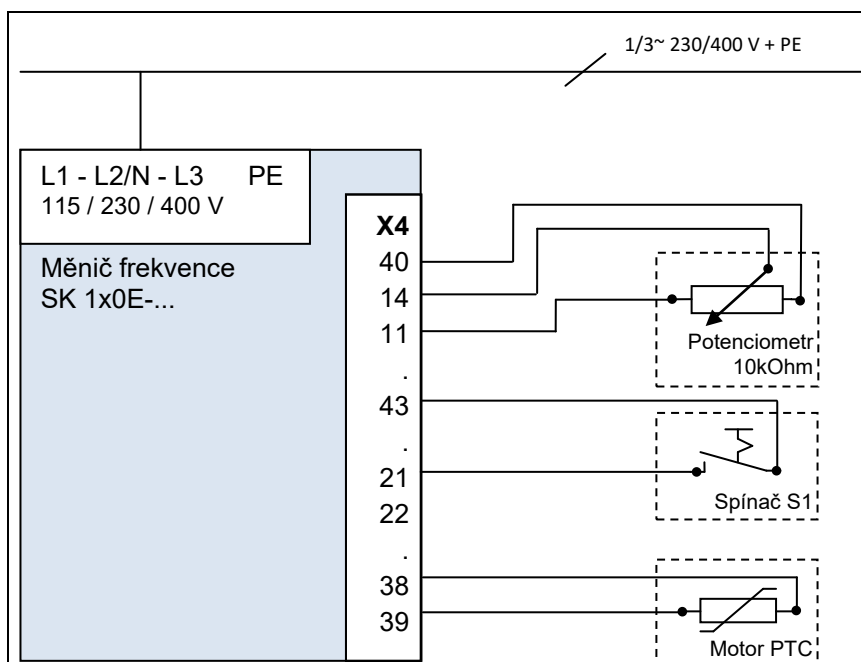 1/3~ 230/400 V + PE
L1 - L2/N - L3 PE
115 / 230 / 400 V
Měnič frekvence
SK 1x0E-...
X4
40
14
11
.
43
.
21
22
.
38
39
Potenciometr
10kOhm
Spínač S1
Motor PTC